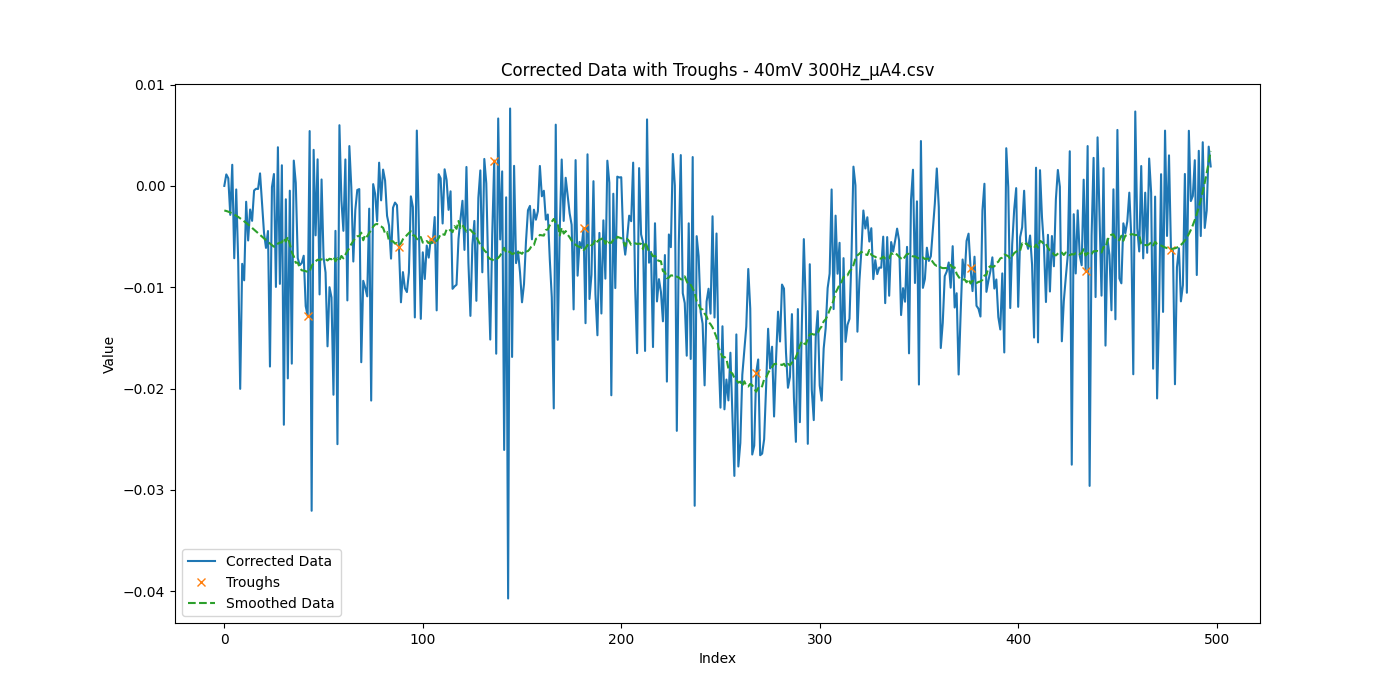 Corrected Data with Troughs - 40mV 300Hz_μA4.csv
0.01
0.00
−0.01
−0.02
−0.03
−0.04
Value
Corrected Data
Troughs
Smoothed Data
0 100 200 300 400 500
Index